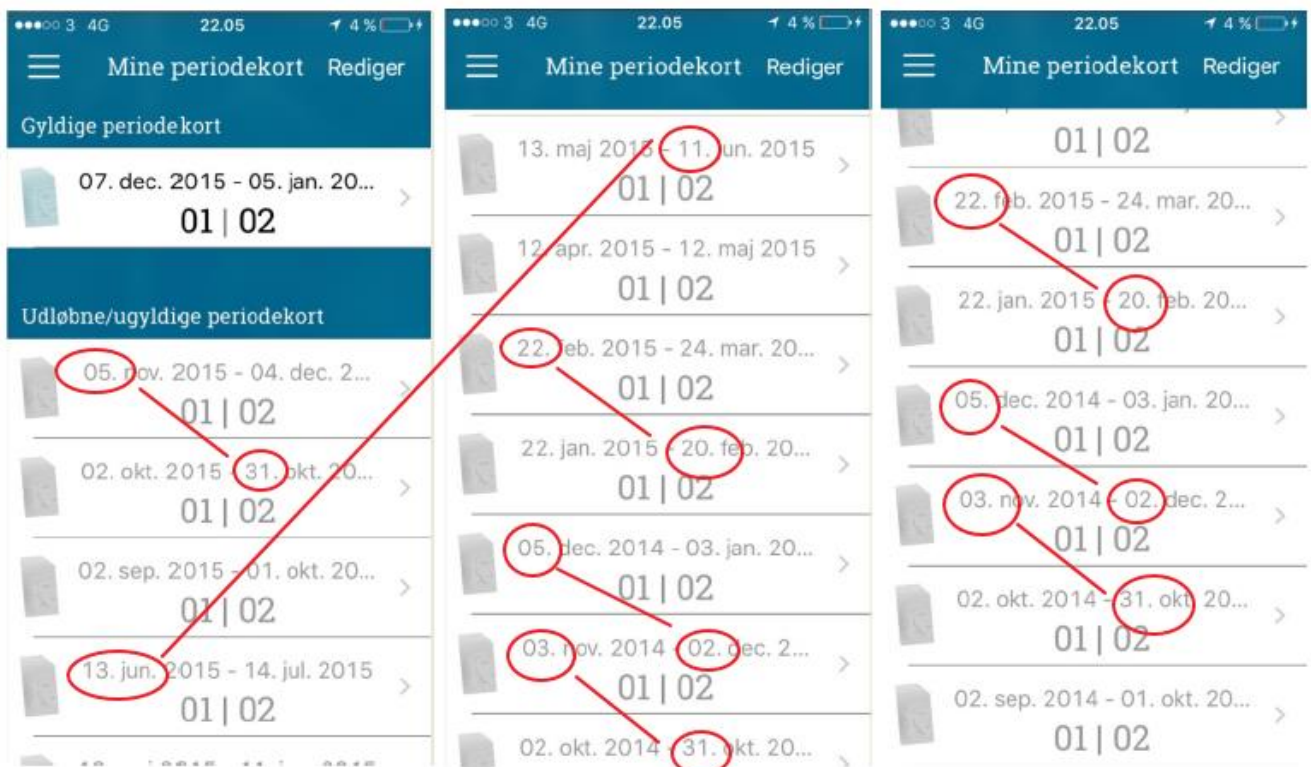 3 4G 22.05 4 %
Mine periodekort Rediger
Gyldige periodekort
07. dec. 2015 - 05. jan. 20...
01 | 02
Udløbne/ugyldige periodekort
05. nov. 2015 - 04. dec. 2...
01 | 02
02. okt. 2015 - 31. okt. 20...
01 | 02
02. sep. 2015 - 01. okt. 20...
01 | 02
13. jun. 2015 - 14. jul. 2015
01 | 02
3 4G 22.05 4 %
Mine periodekort Rediger
13. maj 2015 - 11. jun. 2015
01 | 02
12. apr. 2015 - 12. maj 2015
01 | 02
22. feb. 2015 - 24. mar. 20...
01 | 02
22. jan. 2015 - 20. feb. 20...
01 | 02
05. dec. 2014 - 03. jan. 20...
01 | 02
03. nov. 2014 - 02. dec. 2...
01 | 02
02. okt. 2014 - 31. okt. 20...
3 4G 22.05 4 %
Mine periodekort Rediger
01 | 02
22. feb. 2015 - 24. mar. 20...
01 | 02
22. jan. 2015 - 20. feb. 20...
01 | 02
05. dec. 2014 - 03. jan. 20...
01 | 02
03. nov. 2014 - 02. dec. 2...
01 | 02
02. okt. 2014 - 31. okt. 20...
01 | 02
02. sep. 2014 - 01. okt. 20...
01 | 02